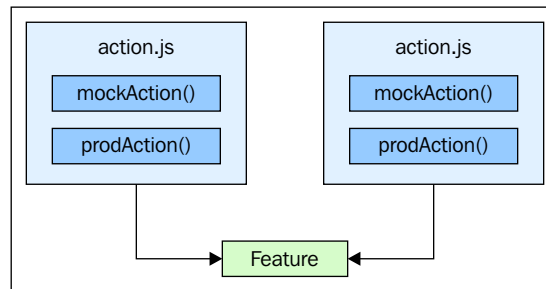 action.js
mockAction()
prodAction()
action.js
mockAction()
prodAction()
Feature